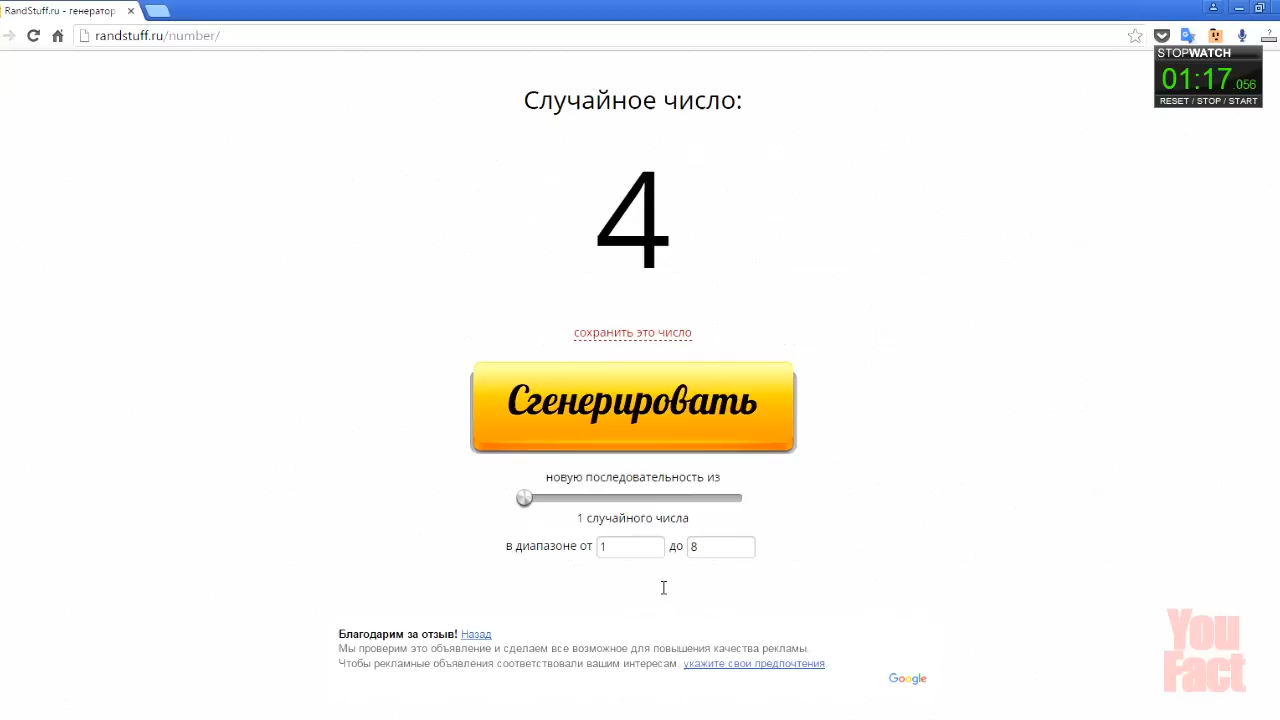 RandStuff.ru - генератор
randstuff.ru/number/
STOPWATCH
01:17.056
RESET / STOP / START
Случайное число:
4
сохранить это число
Сгенерировать
новую последовательность из
1 случайного числа
в диапазоне от 1 до 8
Благодарим за отзыв! Назад
Мы проверим это объявление и сделаем все возможное для повышения качества рекламы.
Чтобы рекламные объявления соответствовали вашим интересам, укажите свои предпочтения.
Google
You
Fact